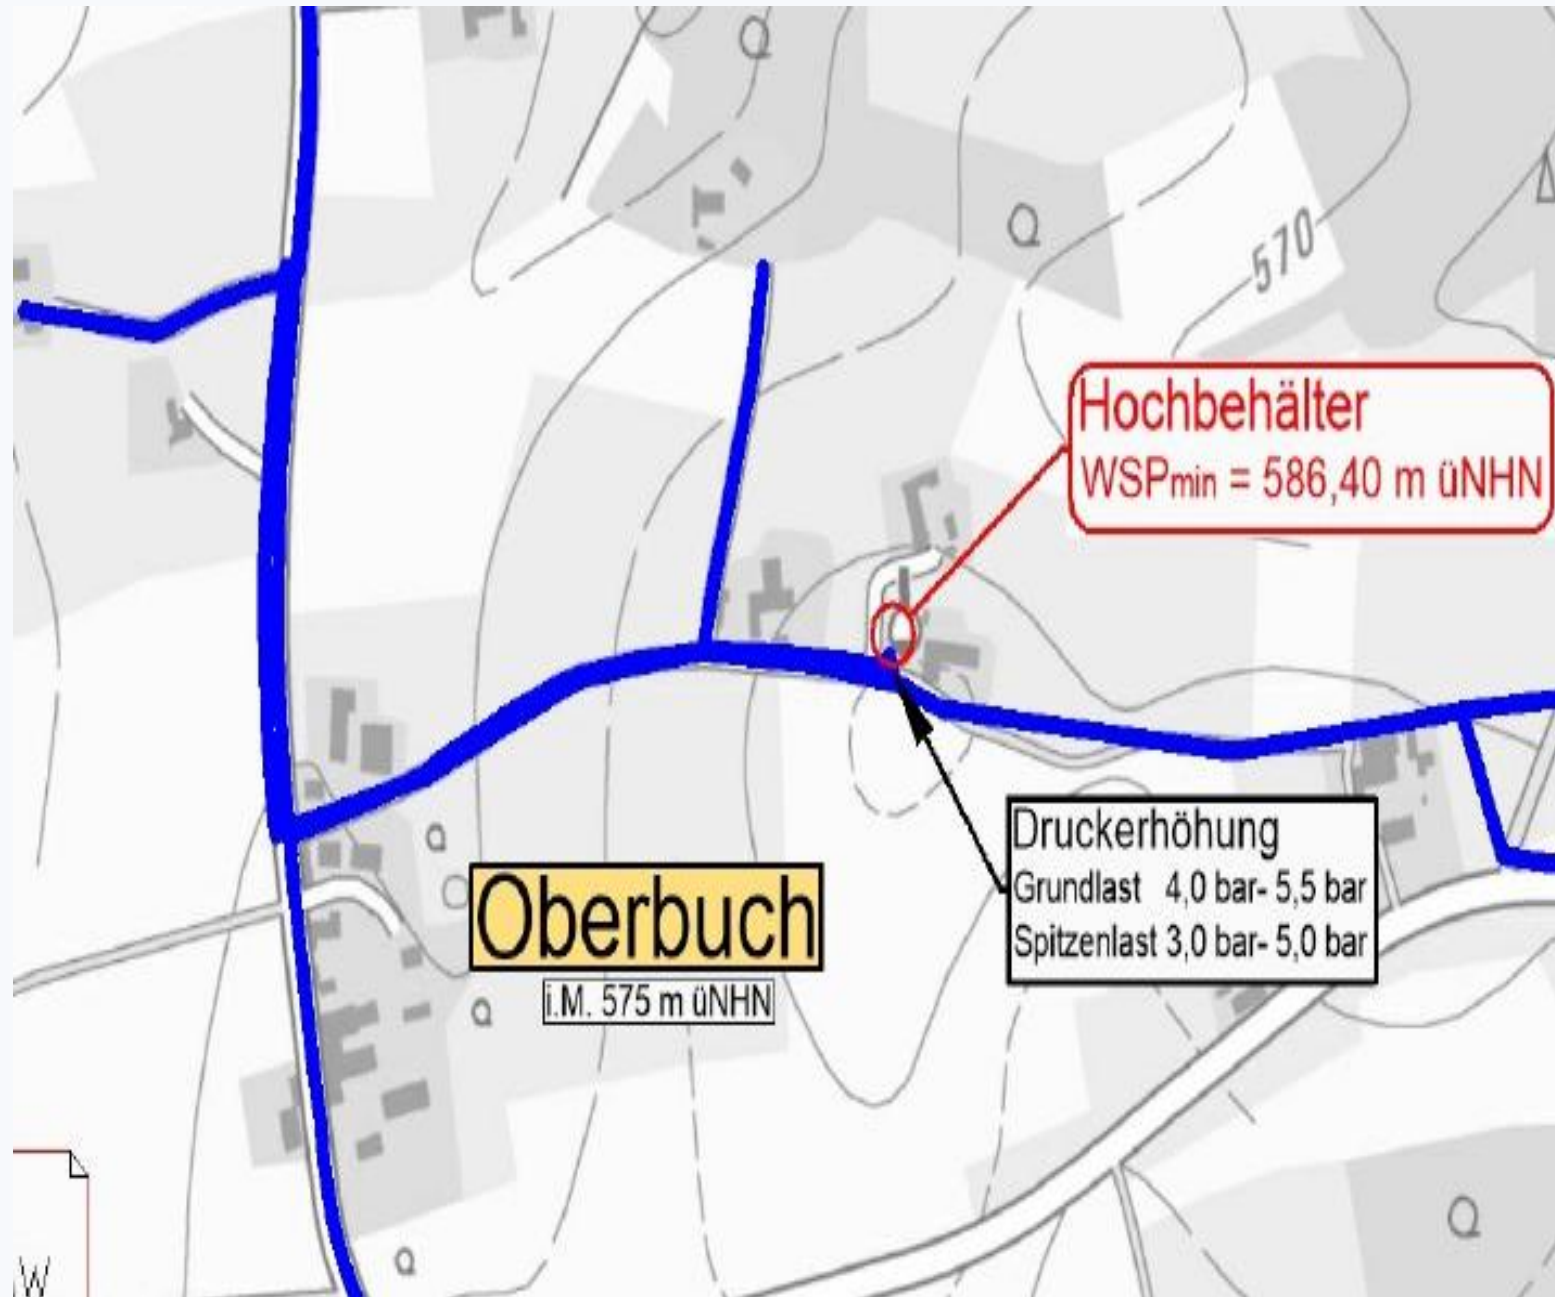 570
Hochbehälter
WSPmin = 586,40 m üNHN
Druckerhöhung
Grundlast 4,0 bar- 5,5 bar
Spitzenlast 3,0 bar- 5,0 bar
Oberbuch
i.M. 575 m üNHN
W